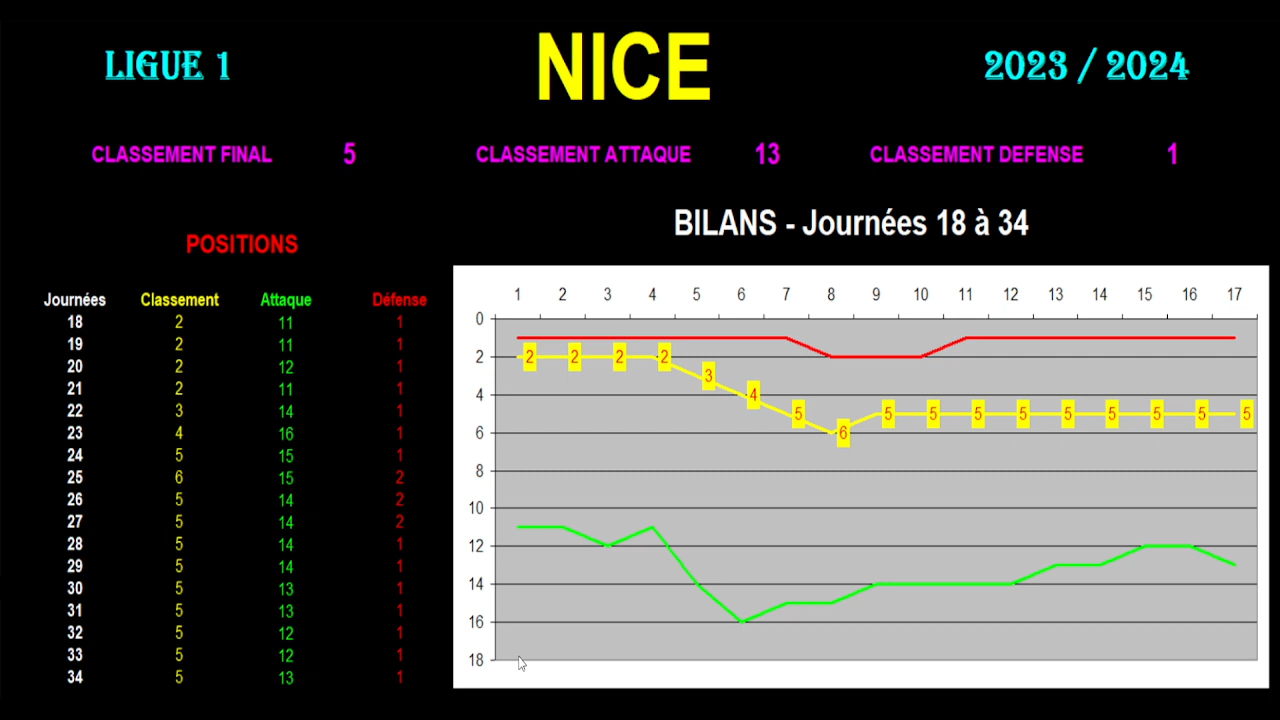 LIGUE 1 NICE 2023 / 2024
CLASSEMENT FINAL 5 CLASSEMENT ATTAQUE 13 CLASSEMENT DEFENSE 1
POSITIONS
Journées Classement Attaque Défense
18 2 11 1
19 2 11 1
20 2 12 1
21 2 11 1
22 3 14 1
23 4 16 1
24 5 15 1
25 6 15 2
26 5 14 2
27 5 14 2
28 5 14 1
29 5 14 1
30 5 13 1
31 5 13 1
32 5 12 1
33 5 12 1
34 5 13 1
BILANS - Journées 18 à 34
1 2 3 4 5 6 7 8 9 10 11 12 13 14 15 16 17
0
2
4
6
8
10
12
14
16
18
2 2 2 2 3 4 5 6 5 5 5 5 5 5 5 5 5